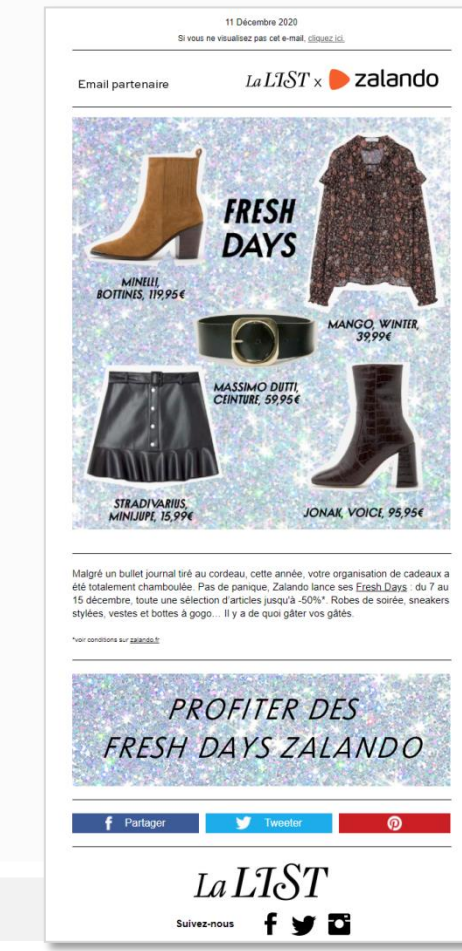 11 Décembre 2020
Si vous ne visualisez pas cet e-mail, cliquez ici.
Email partenaire
La LIST x zalando
FRESH
DAYS
MINELLI,
BOTTINES, 119,95€
MANGO, WINTER,
39,99€
MASSIMO DUTTI,
CEINTURE, 59,95€
STRADIVARIUS,
MINIJUPE, 15,99€
JONAK, VOICE, 95,95€
Malgré un bullet journal tiré au cordeau, cette année, votre organisation de cadeaux a
été totalement chamboulée. Pas de panique, Zalando lance ses Fresh Days : du 7 au
15 décembre, toute une sélection d'articles jusqu'à -50%*. Robes de soirée, sneakers
stylées, vestes et bottes à gogo... Il y a de quoi gâter vos gâtés.
*voir conditions sur zalando.fr
PROFITER DES
FRESH DAYS ZALANDO
Partager
Tweeter
La LIST
Suivez-nous